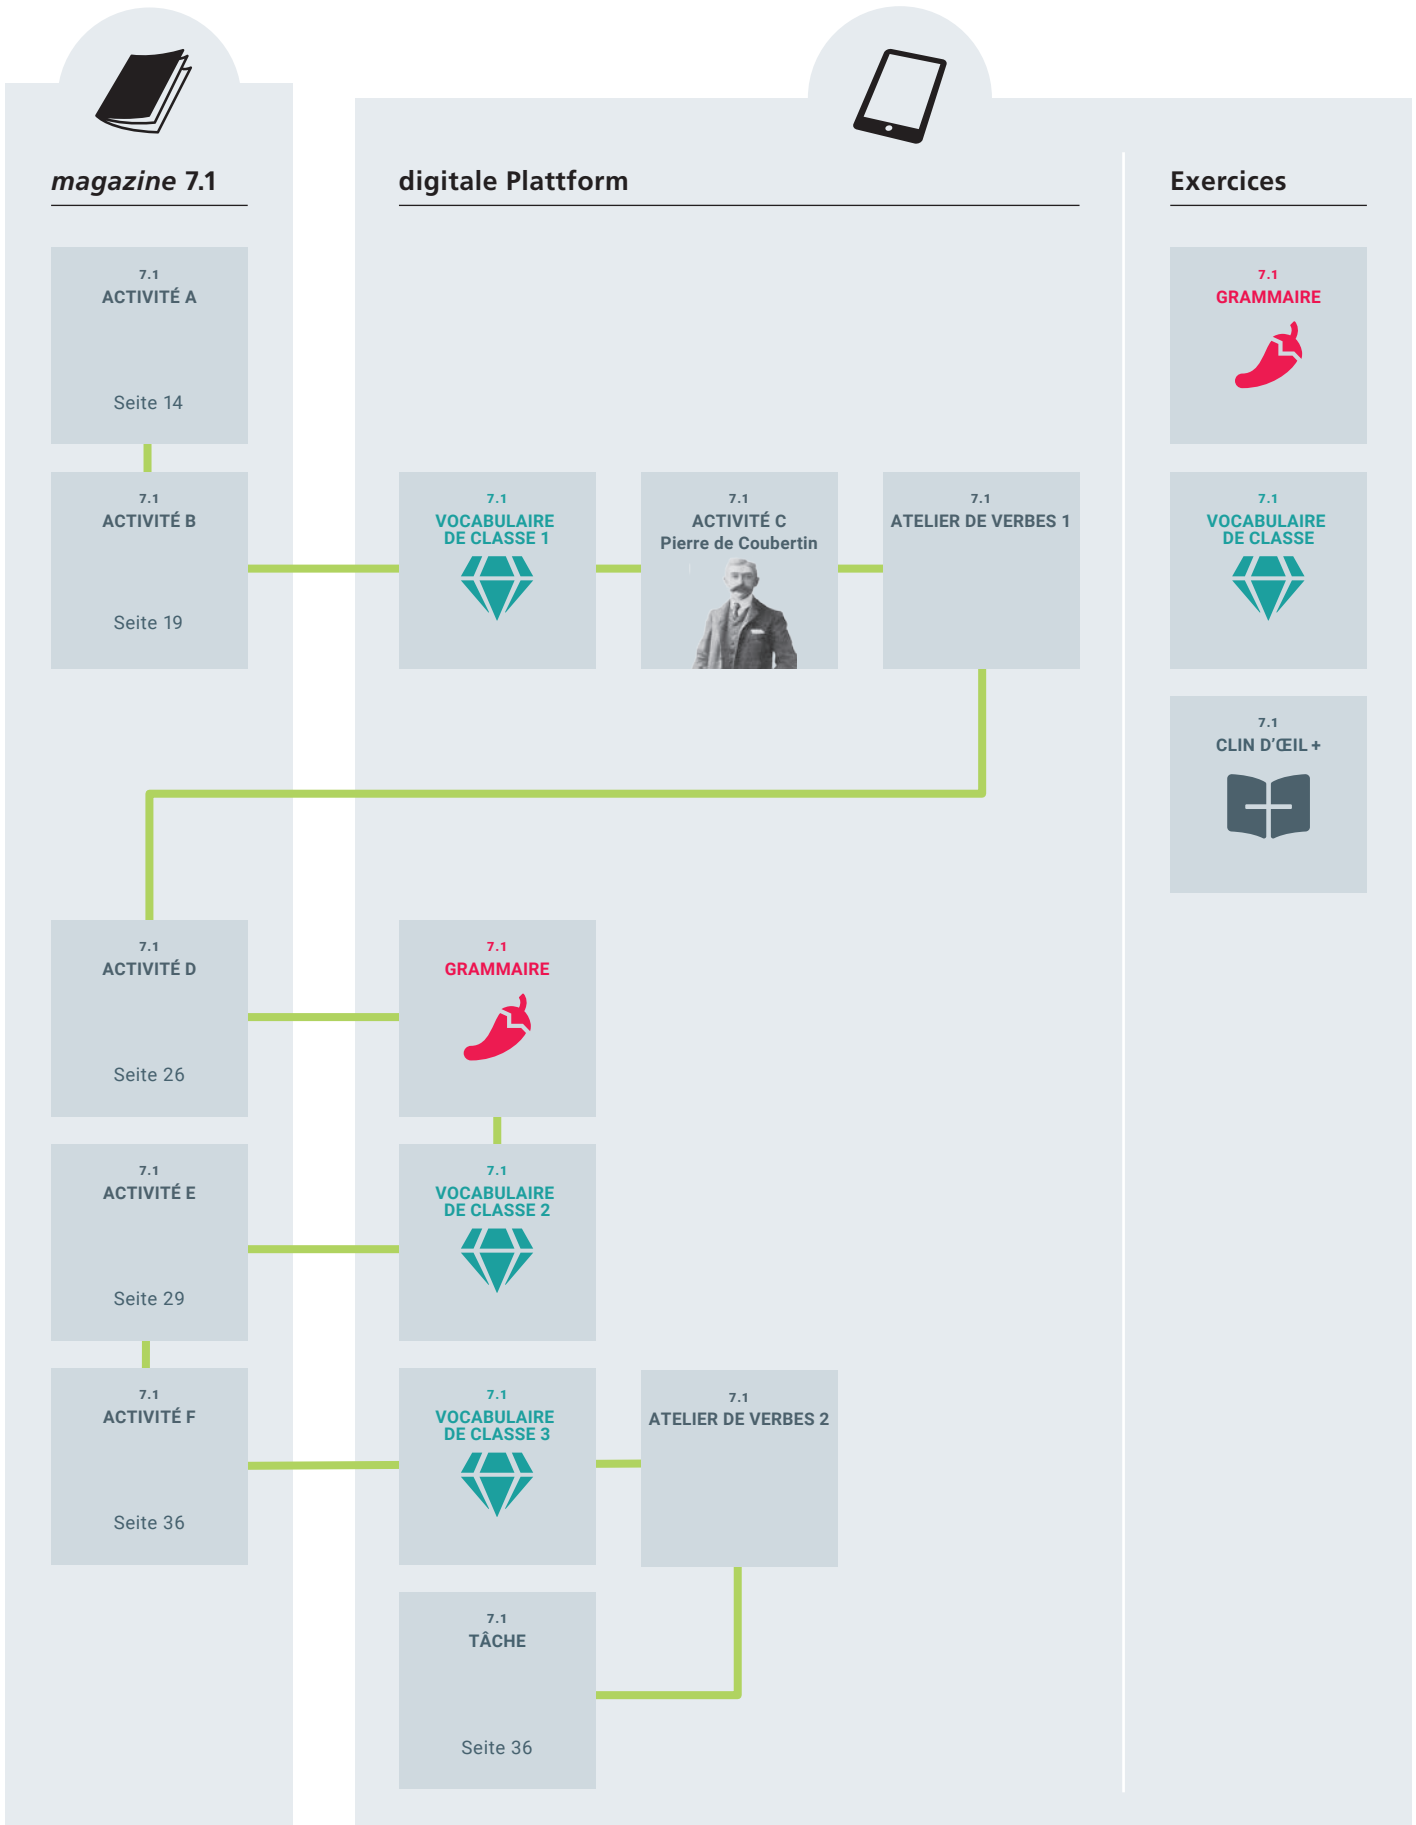 magazine 7.1
digitale Plattform
Exercices
7.1
ACTIVITÉ A
Seite 14
7.1
GRAMMAIRE
7.1
ACTIVITÉ B
Seite 19
7.1
VOCABULAIRE
DE CLASSE 1
7.1
ACTIVITÉ C
Pierre de Coubertin
7.1
ATELIER DE VERBES 1
7.1
VOCABULAIRE
DE CLASSE
7.1
CLIN D'ŒIL +
7.1
ACTIVITÉ D
Seite 26
7.1
GRAMMAIRE
7.1
ACTIVITÉ E
Seite 29
7.1
VOCABULAIRE
DE CLASSE 2
7.1
ACTIVITÉ F
Seite 36
7.1
VOCABULAIRE
DE CLASSE 3
7.1
ATELIER DE VERBES 2
7.1
TÂCHE
Seite 36